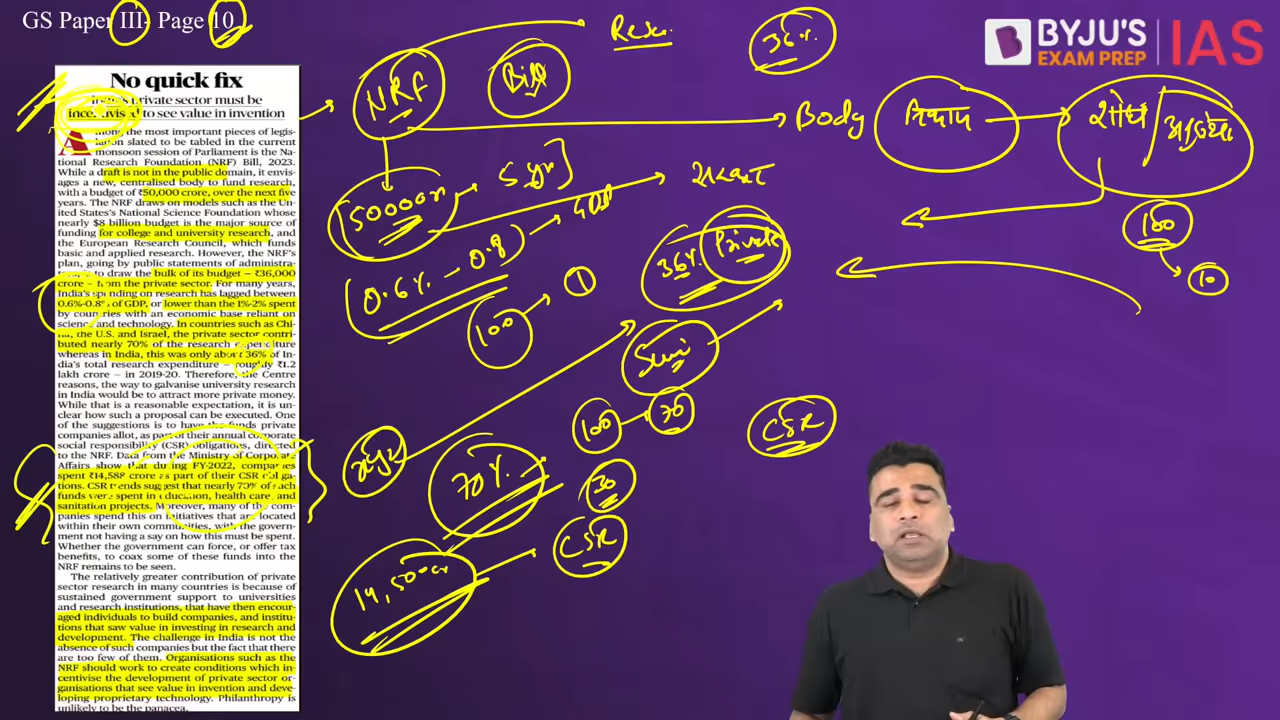 GS Paper III- Page 10
BYJU'S
EXAM PREP
IAS
No quick fix
private sector must be
to see value in invention
Among the most important pieces of legis-
lation slated to be tabled in the current
monsoon session of Parliament is the Na-
tional Research Foundation (NRF) Bill, 2023.
While a draft is not in the public domain, it envis-
ages a new, centralised body to fund research,
with a budget of ₹50,000 crore, over the next five
years. The NRF draws on models such as the Un-
ited States's National Science Foundation whose
nearly $8 billion budget is the major source of
funding for college and university research, and
the European Research Council, which funds
basic and applied research. However, the NRF's
plan, going by public statements of administra-
to draw the bulk of its budget – ₹36,000
crore – from the private sector. For many years,
India's spending on research has lagged between
0.6%-0.8% of GDP, or lower than the 1%-2% spent
by countries with an economic base reliant on
science and technology. In countries such as Chi-
na, the U.S. and Israel, the private sector contri-
buted nearly 70% of the research expenditure
whereas in India, this was only about 36% of In-
dia's total research expenditure – roughly ₹1.2
lakh crore – in 2019-20. Therefore, the Centre
reasons, the way to galvanise university research
in India would be to attract more private money.
While that is a reasonable expectation, it is un-
clear how such a proposal can be executed. One
of the suggestions is to have the funds private
companies allot, as part of their annual corporate
social responsibility (CSR) obligations, directed
to the NRF. Data from the Ministry of Corporate
Affairs show that during FY-2022, companies
spent ₹14,588 crore as part of their CSR obliga-
tions. CSR trends suggest that nearly 70% of such
funds were spent in education, health care, and
sanitation projects. Moreover, many of the com-
panies spend this on initiatives that are located
within their own communities, with the govern-
ment not having a say on how this must be spent.
Whether the government can force, or offer tax
benefits, to coax some of these funds into the
NRF remains to be seen.
The relatively greater contribution of private
sector research in many countries is because of
sustained government support to universities
and research institutions, that have then encour-
aged individuals to build companies, and institu-
tions that saw value in investing in research and
development. The challenge in India is not the
absence of such companies but the fact that there
are too few of them. Organisations such as the
NRF should work to create conditions which in-
centivise the development of private sector or-
ganisations that see value in invention and deve-
loping proprietary technology. Philanthropy is
unlikely to be the panacea.
NRF
Bill
36%
Body
शोध
50000
सरकार
(0.6% - 0.8)
GDP
100
1
36% Private
100
10
100
70
70%
30
CSR
CSR